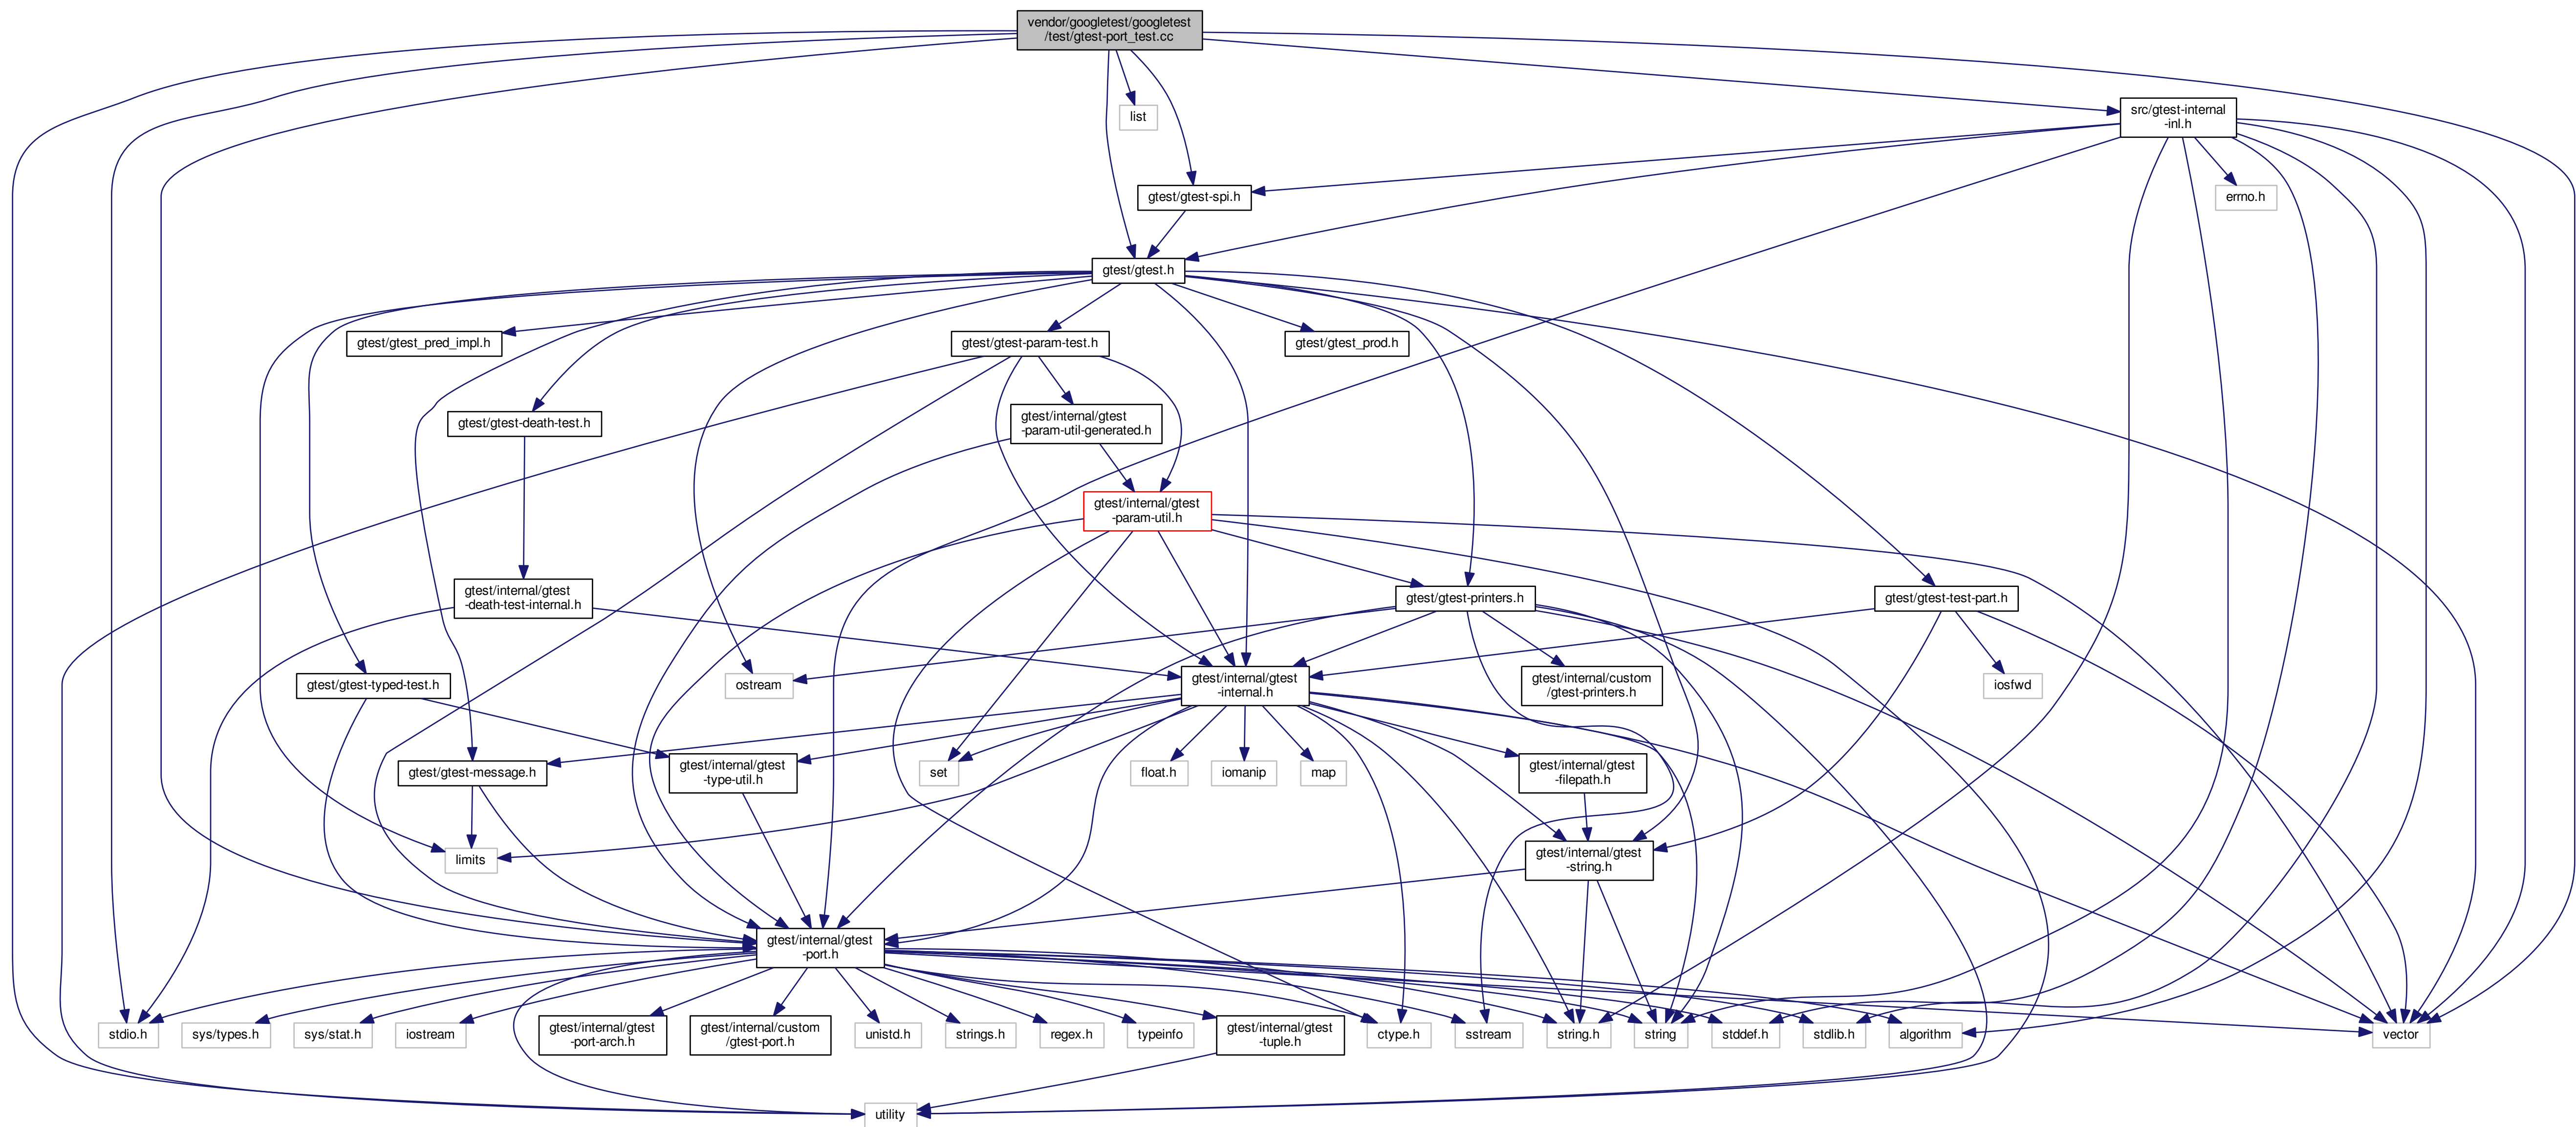 vendor/googletest/googletest
/test/gtest-port_test.cc
list
src/gtest-internal
-inl.h
gtest/gtest-spi.h
errno.h
gtest/gtest.h
gtest/gtest_pred_impl.h
gtest/gtest-param-test.h
gtest/gtest_prod.h
gtest/gtest-death-test.h
gtest/internal/gtest
-param-util-generated.h
gtest/internal/gtest
-param-util.h
gtest/internal/gtest
-death-test-internal.h
gtest/gtest-printers.h
gtest/gtest-test-part.h
gtest/gtest-typed-test.h
ostream
gtest/internal/gtest
-internal.h
gtest/internal/custom
/gtest-printers.h
iosfwd
gtest/gtest-message.h
gtest/internal/gtest
-type-util.h
set
float.h
iomanip
map
gtest/internal/gtest
-filepath.h
limits
gtest/internal/gtest
-string.h
gtest/internal/gtest
-port.h
stdio.h
sys/types.h
sys/stat.h
iostream
gtest/internal/gtest
-port-arch.h
gtest/internal/custom
/gtest-port.h
unistd.h
strings.h
regex.h
typeinfo
gtest/internal/gtest
-tuple.h
ctype.h
sstream
string.h
string
stddef.h
stdlib.h
algorithm
vector
utility